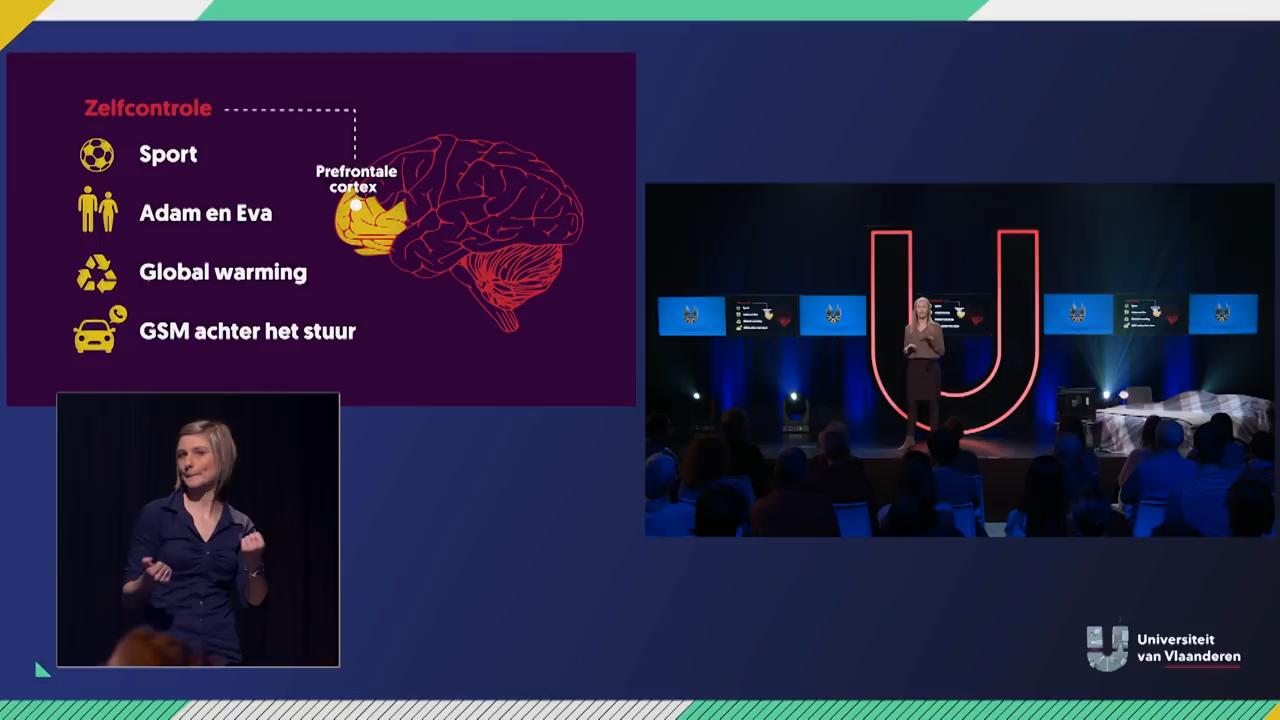 Zelfcontrole
Sport
Prefrontale
cortex
Adam en Eva
Global warming
GSM achter het stuur
Universiteit
van Vlaanderen